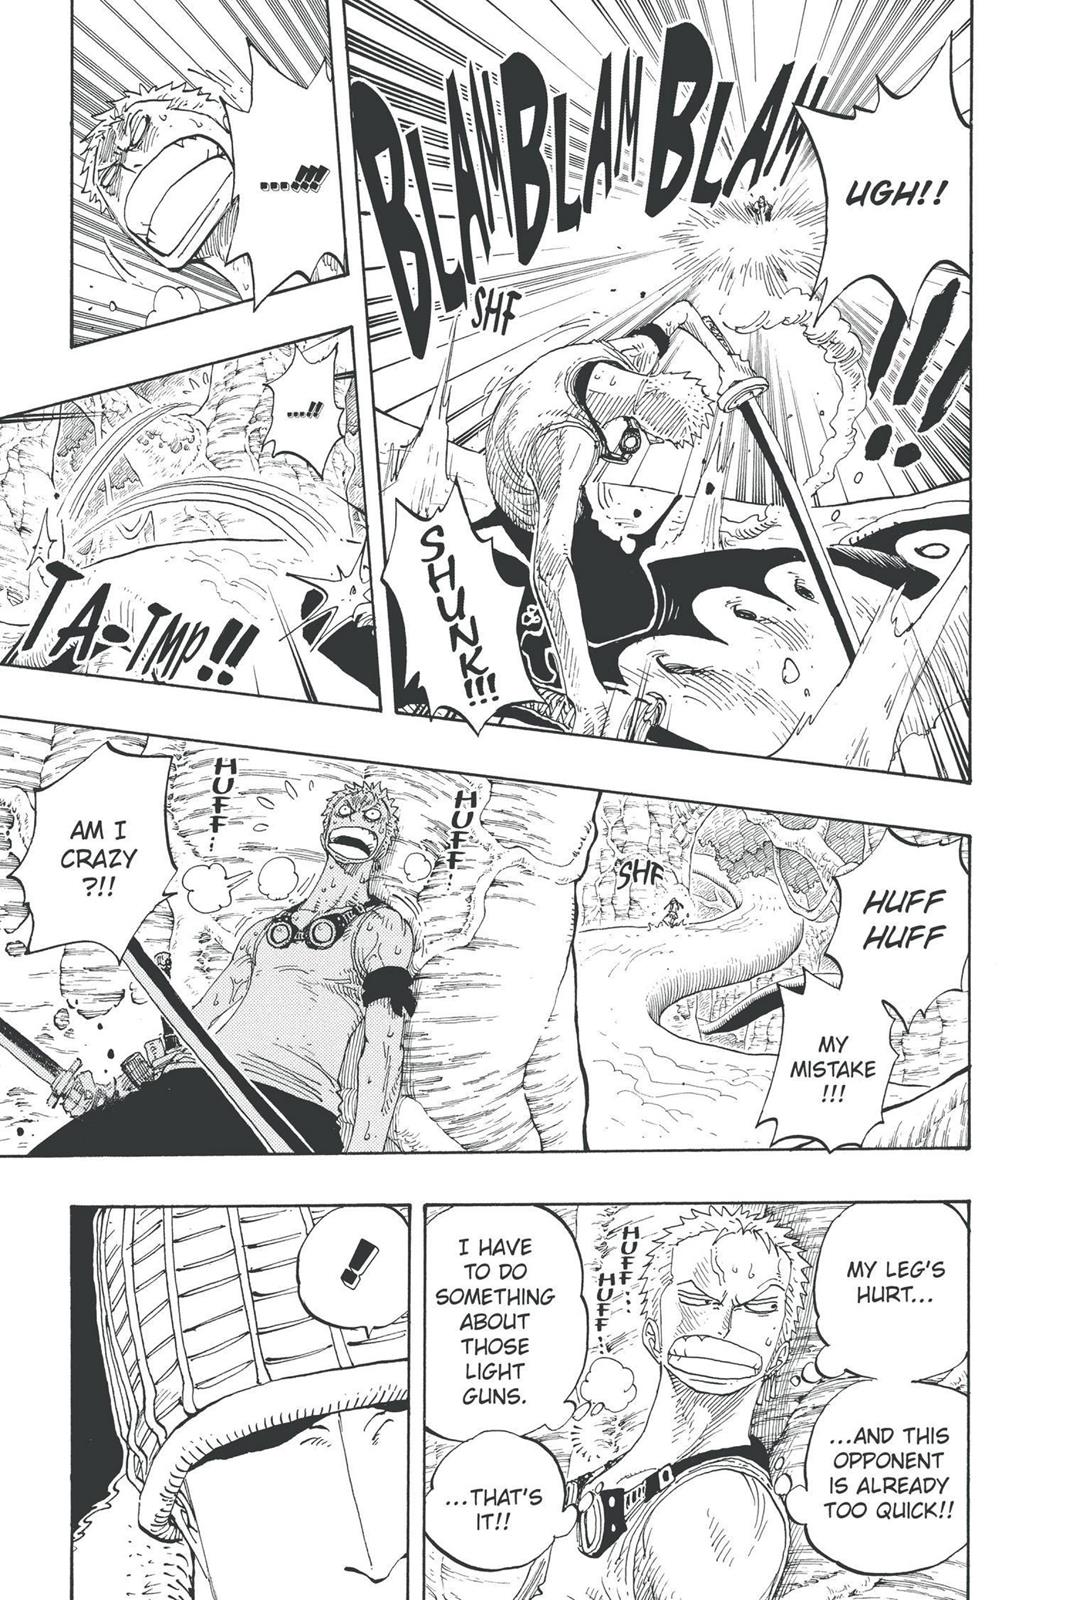 UGH!!
!!!
BLAM BLAM BLAM
SHF
SHUNK!!!
......!!!
....!!
TA-TMP!!
HUFF
HUFF
SHF
MY
MISTAKE
!!!
HUFF..
HUFF..
AM I
CRAZY
?!!
MY LEG'S
HURT...
...AND THIS
OPPONENT
IS ALREADY
TOO QUICK!!
HUFF..
HUFF..
I HAVE
TO DO
SOMETHING
ABOUT
THOSE
LIGHT
GUNS.
...THAT'S
IT!!
!